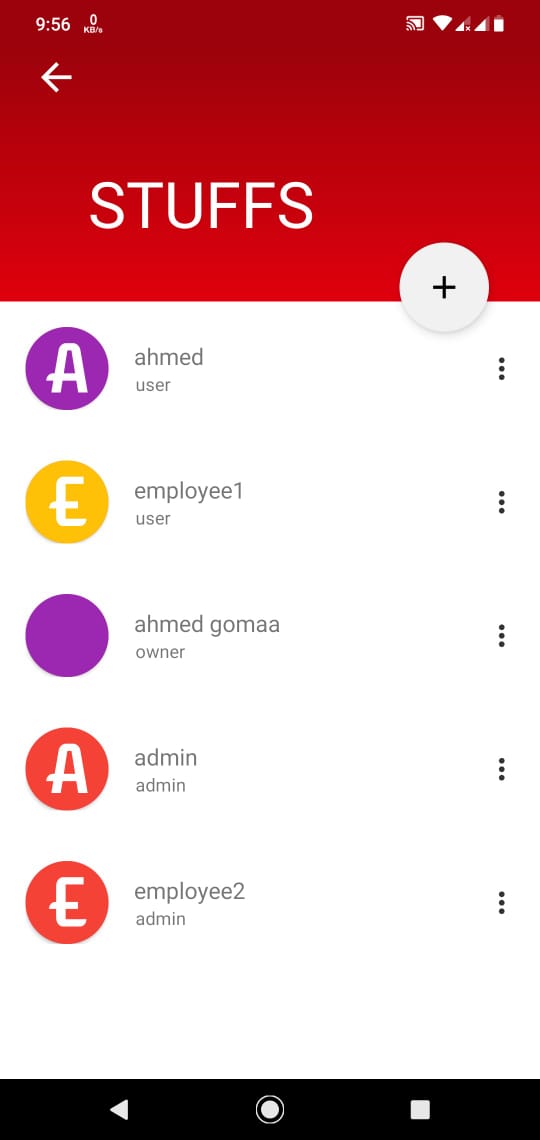 9:56 0 KB/s
STUFFS
A ahmed
user
E employee1
user
ahmed gomaa
owner
A admin
admin
E employee2
admin